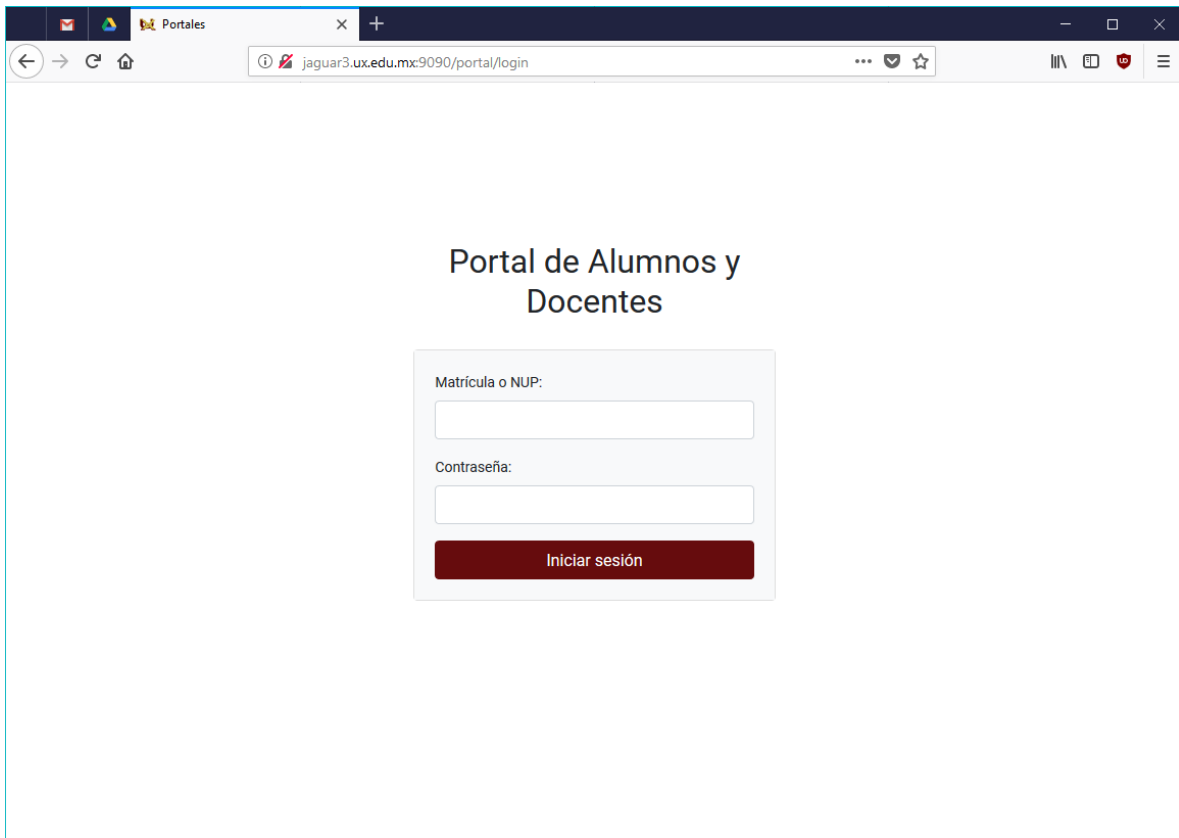 Portales
jaguar3.ux.edu.mx:9090/portal/login
Portal de Alumnos y
Docentes
Matrícula o NUP:
Contraseña:
Iniciar sesión